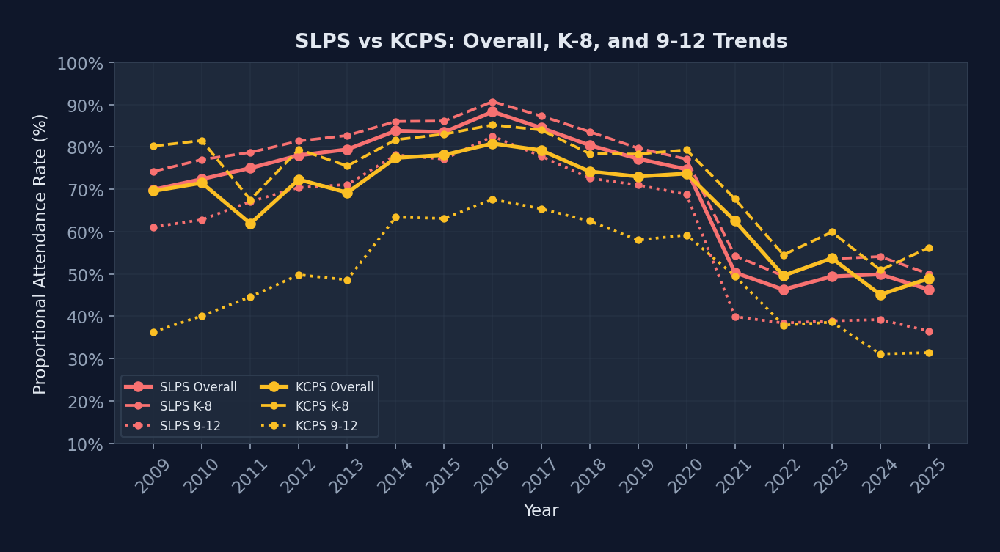 SLPS vs KCPS: Overall, K-8, and 9-12 Trends
Proportional Attendance Rate (%)
100%
90%
80%
70%
60%
50%
40%
30%
20%
10%
SLPS Overall
SLPS K-8
SLPS 9-12
KCPS Overall
KCPS K-8
KCPS 9-12
2009 2010 2011 2012 2013 2014 2015 2016 2017 2018 2019 2020 2021 2022 2023 2024 2025
Year